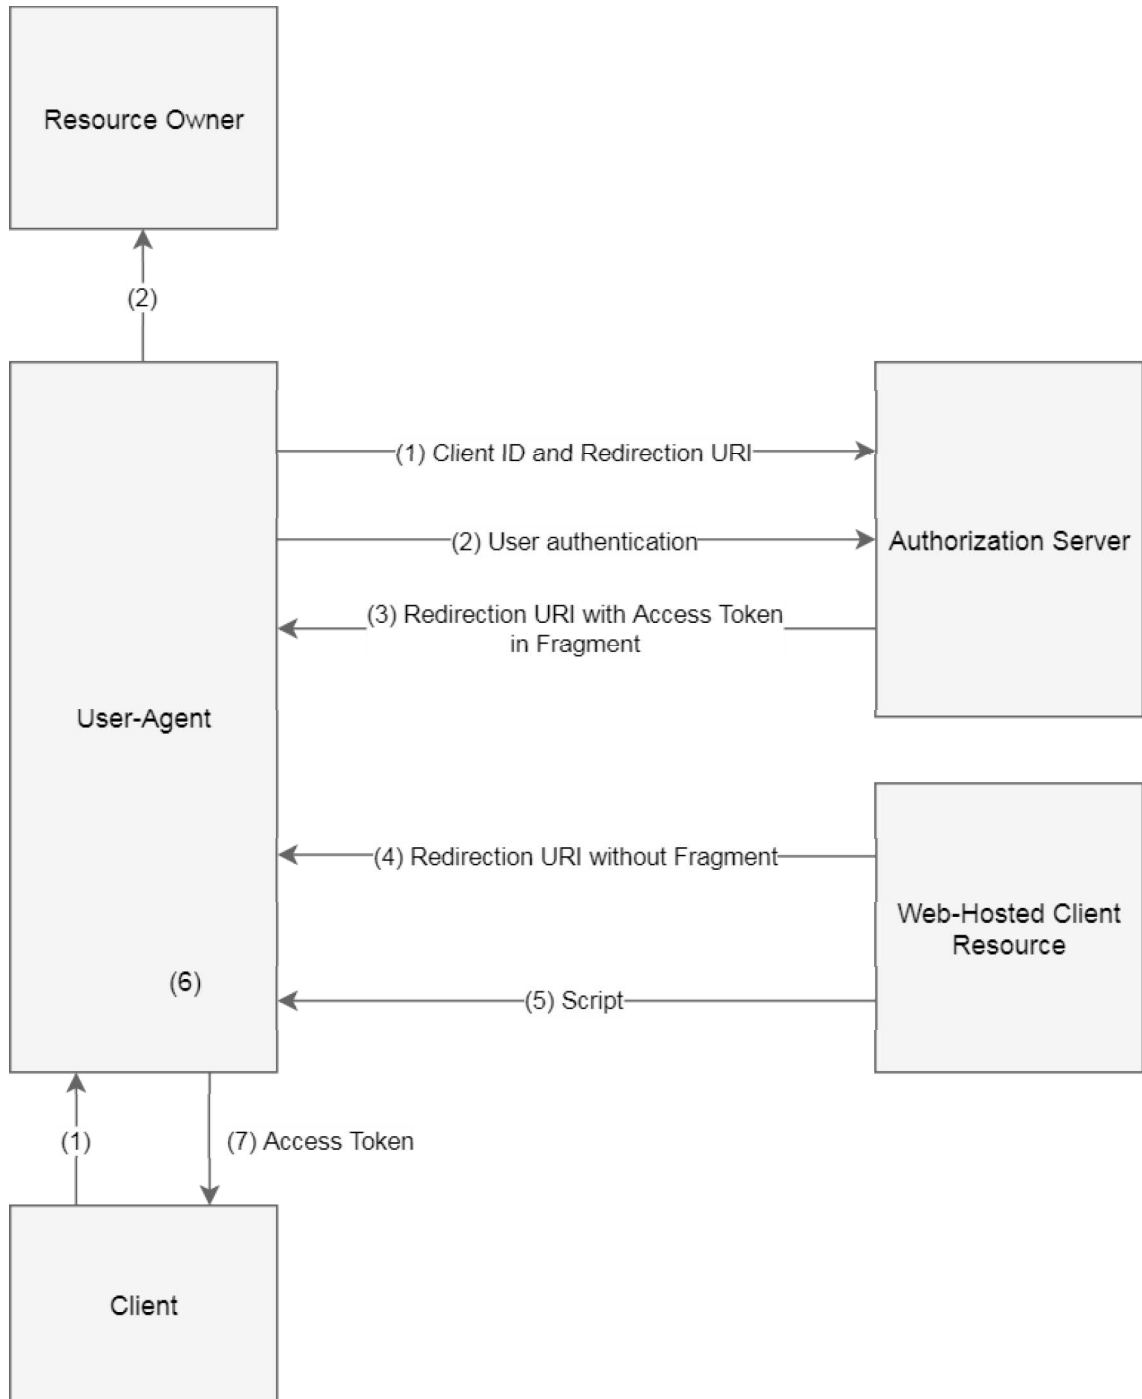 Resource Owner
(2)
(1) Client ID and Redirection URI
(2) User authentication
Authorization Server
(3) Redirection URI with Access Token
in Fragment
User-Agent
(4) Redirection URI without Fragment
Web-Hosted Client
Resource
(6)
(5) Script
(1)
(7) Access Token
Client